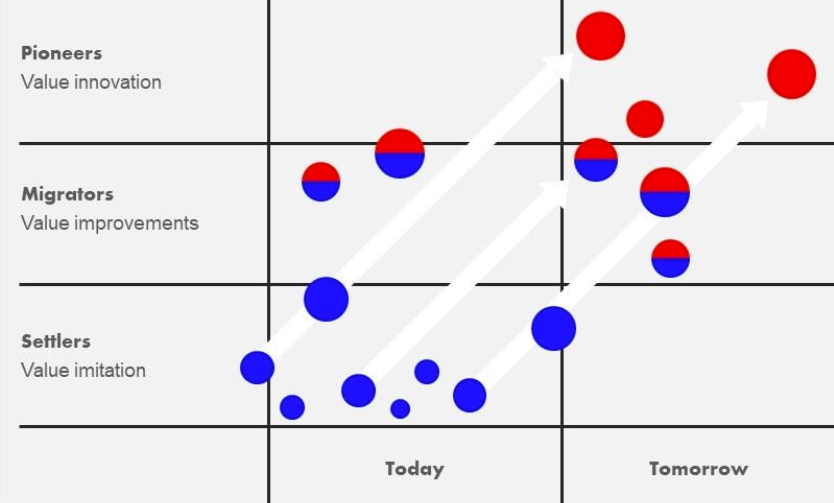 Pioneers
Value innovation
Migrators
Value improvements
Settlers
Value imitation
Today
Tomorrow